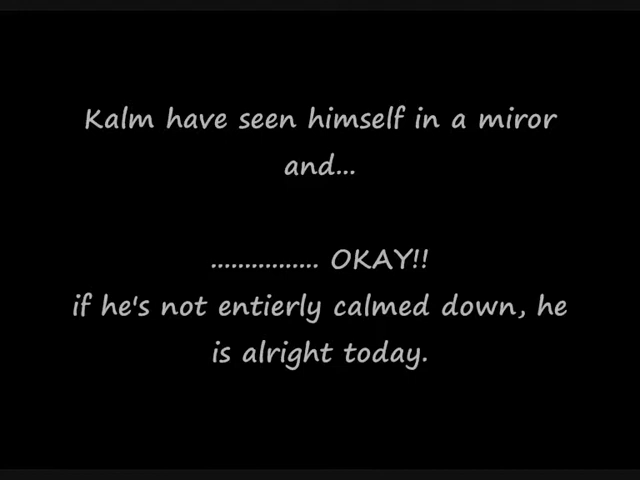 Kalm have seen himself in a miror
and...
................ OKAY!!
if he's not entierly calmed down, he
is alright today.